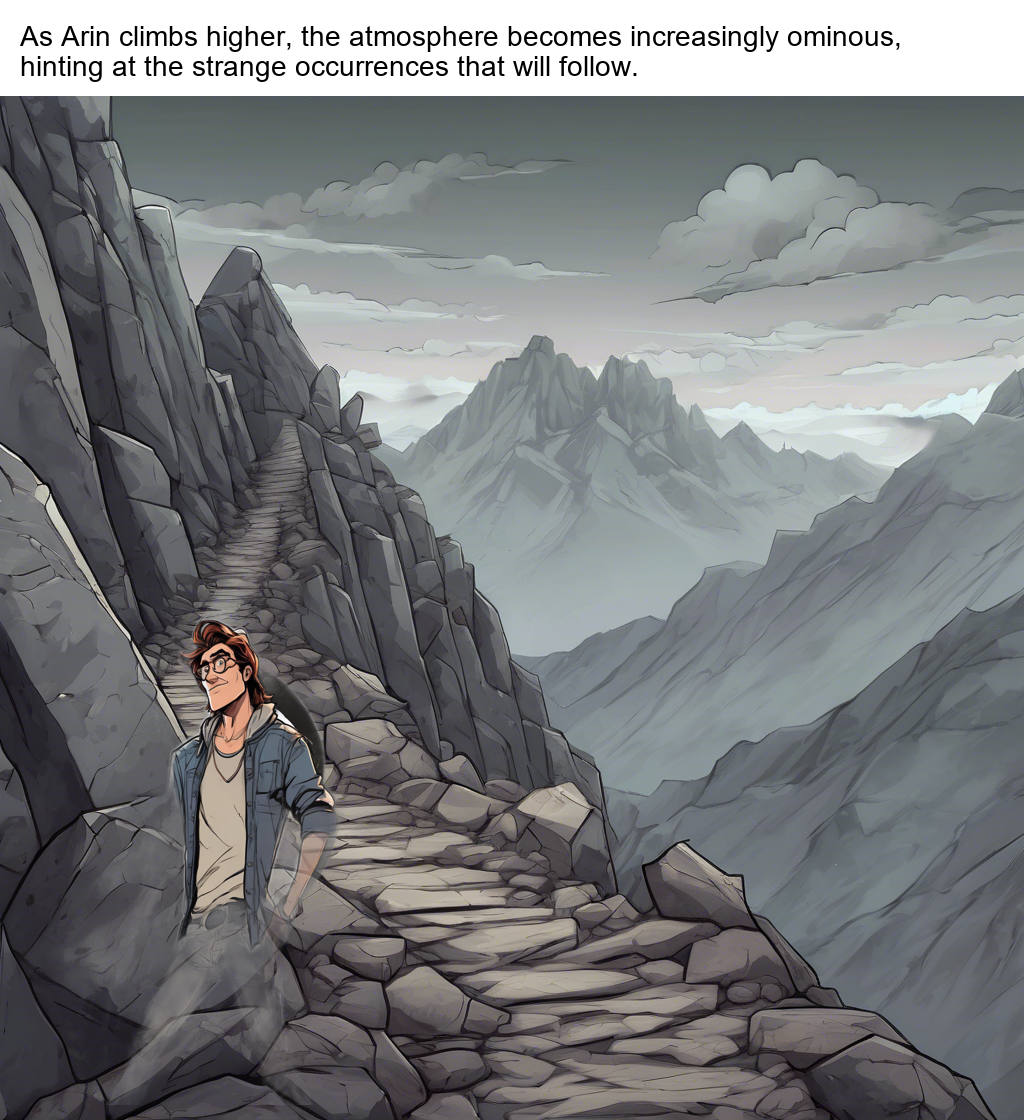 As Arin climbs higher, the atmosphere becomes increasingly ominous,
hinting at the strange occurrences that will follow.